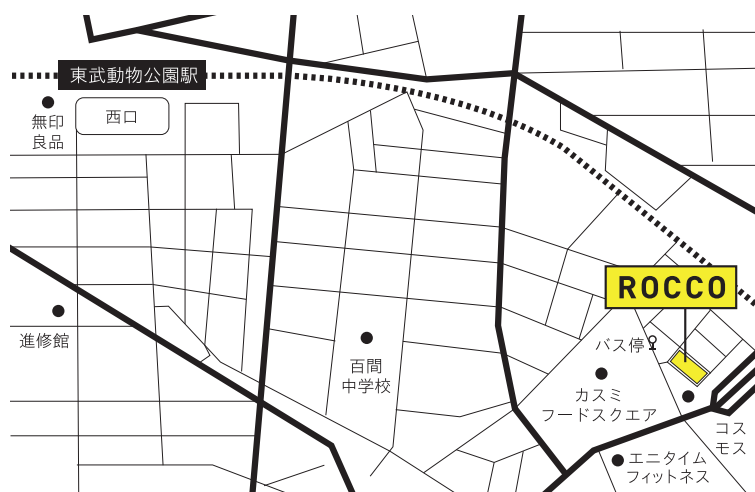 東武動物公園駅
無印
良品
西口
ROCCO
進修館
バス停
百間
中学校
カスミ
フードスクエア
コス
モス
エニタイム
フィットネス